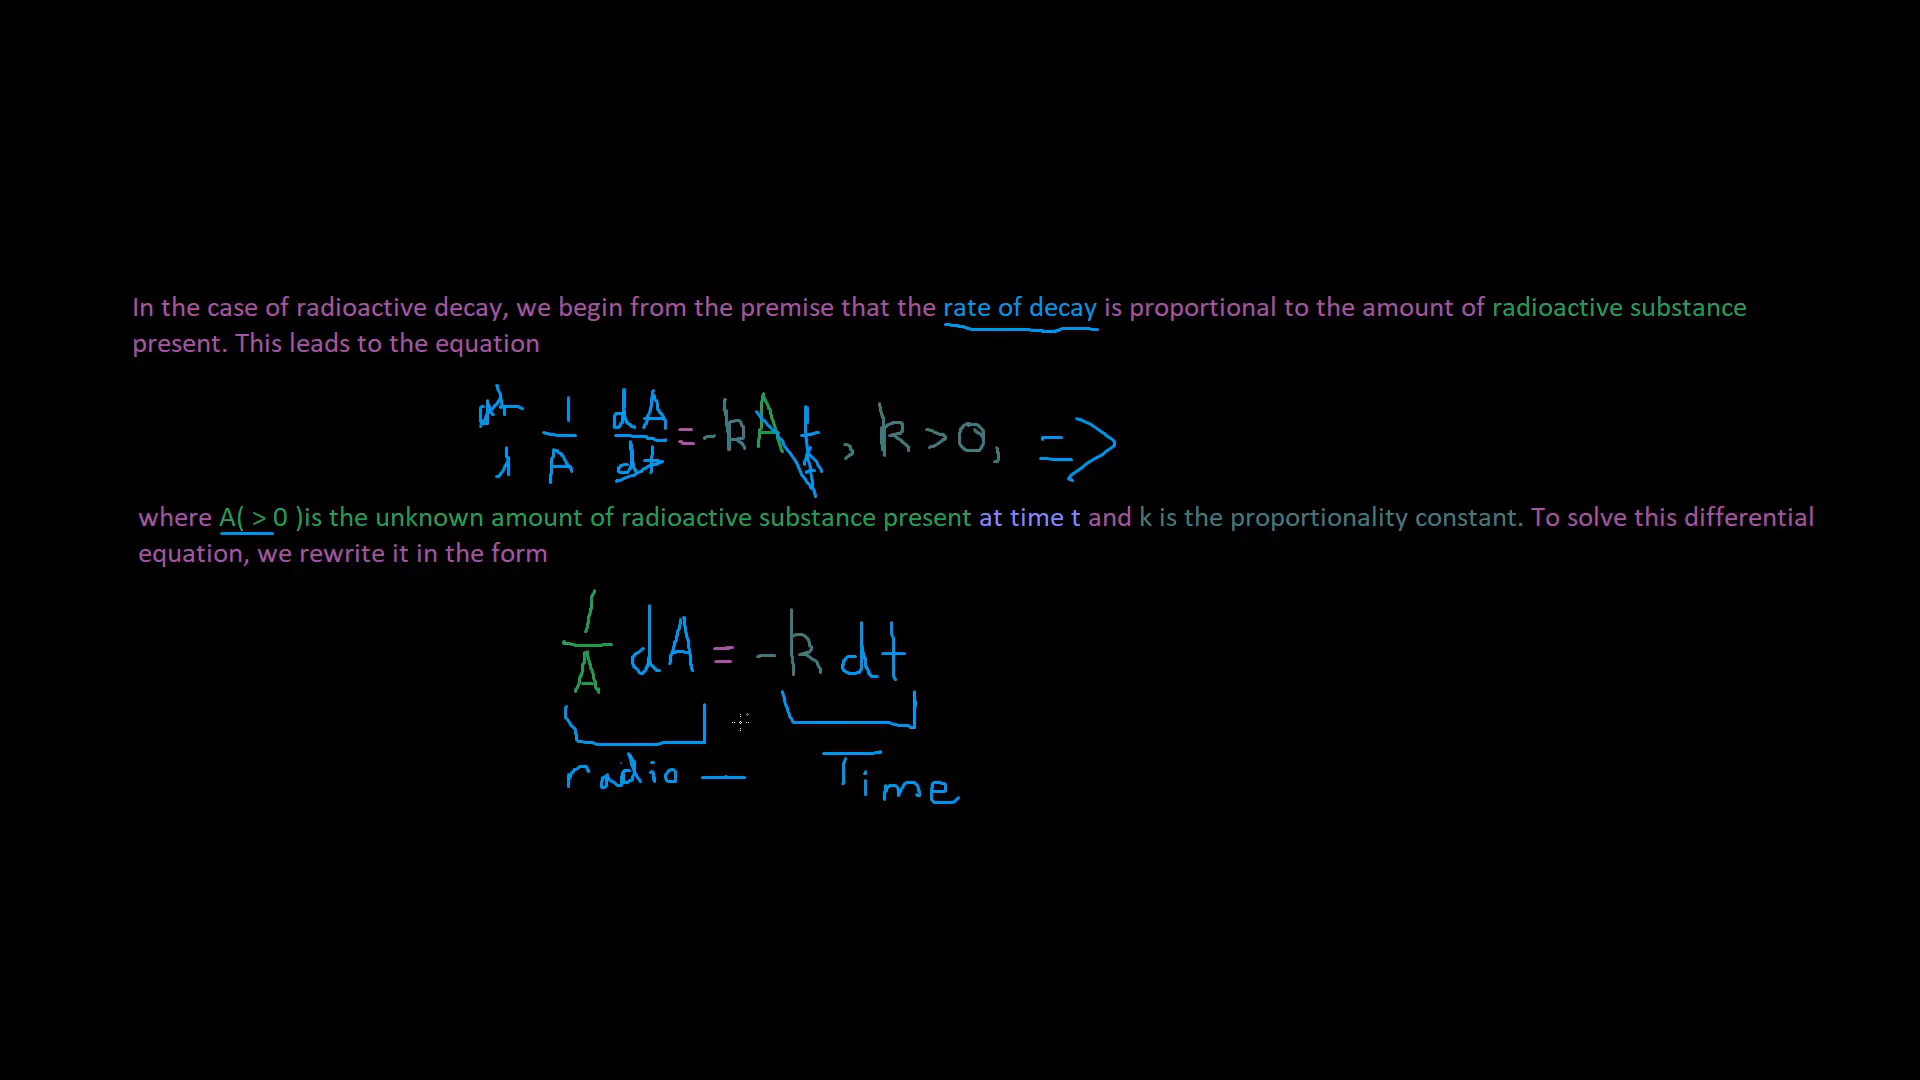 In the case of radioactive decay, we begin from the premise that the rate of decay is proportional to the amount of radioactive substance
present. This leads to the equation
dt/1 1/A dA/dt = -kA , k > 0, =>
where A( > 0 )is the unknown amount of radioactive substance present at time t and k is the proportionality constant. To solve this differential
equation, we rewrite it in the form
1/A dA = -k dt
radio — Time